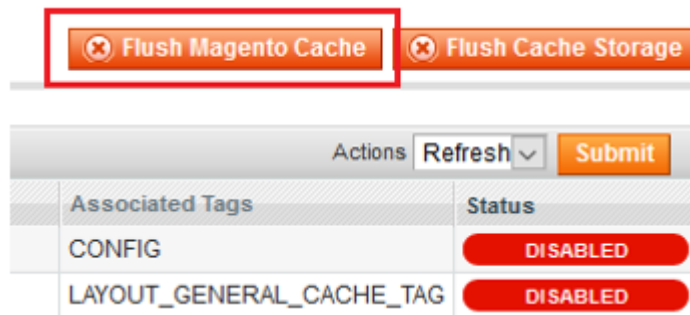 Flush Magento Cache Flush Cache Storage
Actions Refresh Submit
Associated Tags Status
CONFIG DISABLED
LAYOUT_GENERAL_CACHE_TAG DISABLED